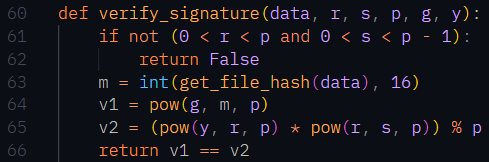 60 def verify_signature(data, r, s, p, g, y):
61     if not (0 < r < p and 0 < s < p - 1):
62         return False
63     m = int(get_file_hash(data), 16)
64     v1 = pow(g, m, p)
65     v2 = (pow(y, r, p) * pow(r, s, p)) % p
66     return v1 == v2